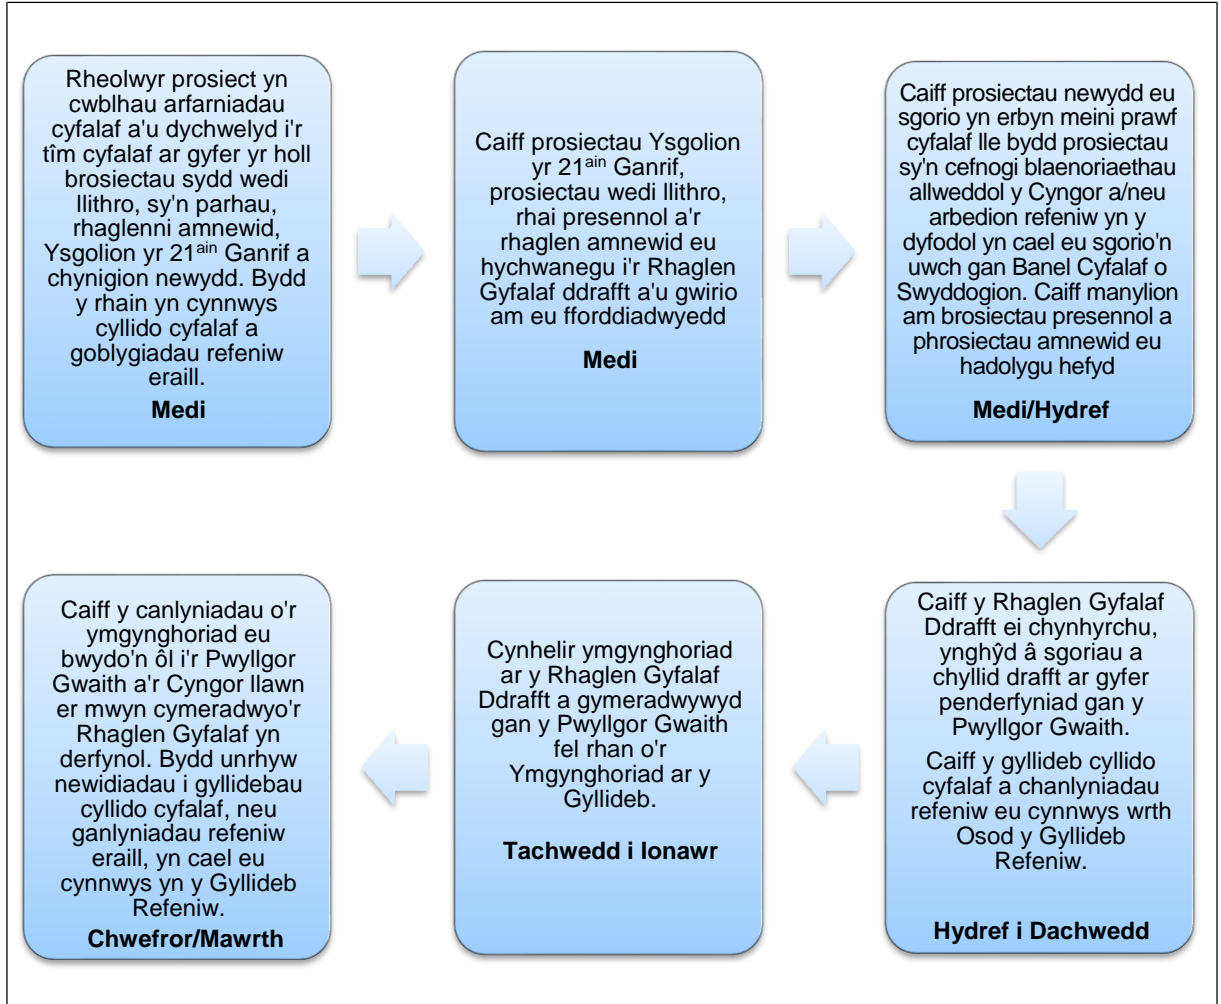 Rheolwyr prosiect yn
cwblhau arfarniadau
cyfalaf a'u dychwelyd i'r
tîm cyfalaf ar gyfer yr holl
brosiectau sydd wedi
llithro, sy'n parhau,
rhaglenni amnewid,
Ysgolion yr 21ain Ganrif a
chynigion newydd. Bydd
y rhain yn cynnwys
cyllido cyfalaf a
goblygiadau refeniw
eraill.
Medi
Caiff prosiectau Ysgolion
yr 21ain Ganrif,
prosiectau wedi llithro,
rhai presennol a'r
rhaglen amnewid eu
hychwanegu i'r Rhaglen
Gyfalaf ddrafft a'u gwirio
am eu fforddiadwyedd
Medi
Caiff prosiectau newydd eu
sgorio yn erbyn meini prawf
cyfalaf lle bydd prosiectau
sy'n cefnogi blaenoriaethau
allweddol y Cyngor a/neu
arbedion refeniw yn y
dyfodol yn cael eu sgorio'n
uwch gan Banel Cyfalaf o
Swyddogion. Caiff manylion
am brosiectau presennol a
phrosiectau amnewid eu
hadolygu hefyd
Medi/Hydref
Caiff y Rhaglen Gyfalaf
Ddrafft ei chynhyrchu,
ynghŷd â sgoriau a
chyllid drafft ar gyfer
penderfyniad gan y
Pwyllgor Gwaith.
Caiff y gyllideb cyllido
cyfalaf a chanlyniadau
refeniw eu cynnwys wrth
Osod y Gyllideb
Refeniw.
Hydref i Dachwedd
Cynhelir ymgynghoriad
ar y Rhaglen Gyfalaf
Ddrafft a gymeradwywyd
gan y Pwyllgor Gwaith
fel rhan o'r
Ymgynghoriad ar y
Gyllideb.
Tachwedd i Ionawr
Caiff y canlyniadau o'r
ymgynghoriad eu
bwydo'n ôl i'r Pwyllgor
Gwaith a'r Cyngor llawn
er mwyn cymeradwyo'r
Rhaglen Gyfalaf yn
derfynol. Bydd unrhyw
newidiadau i gyllidebau
cyllido cyfalaf, neu
ganlyniadau refeniw
eraill, yn cael eu
cynnwys yn y Gyllideb
Refeniw.
Chwefror/Mawrth